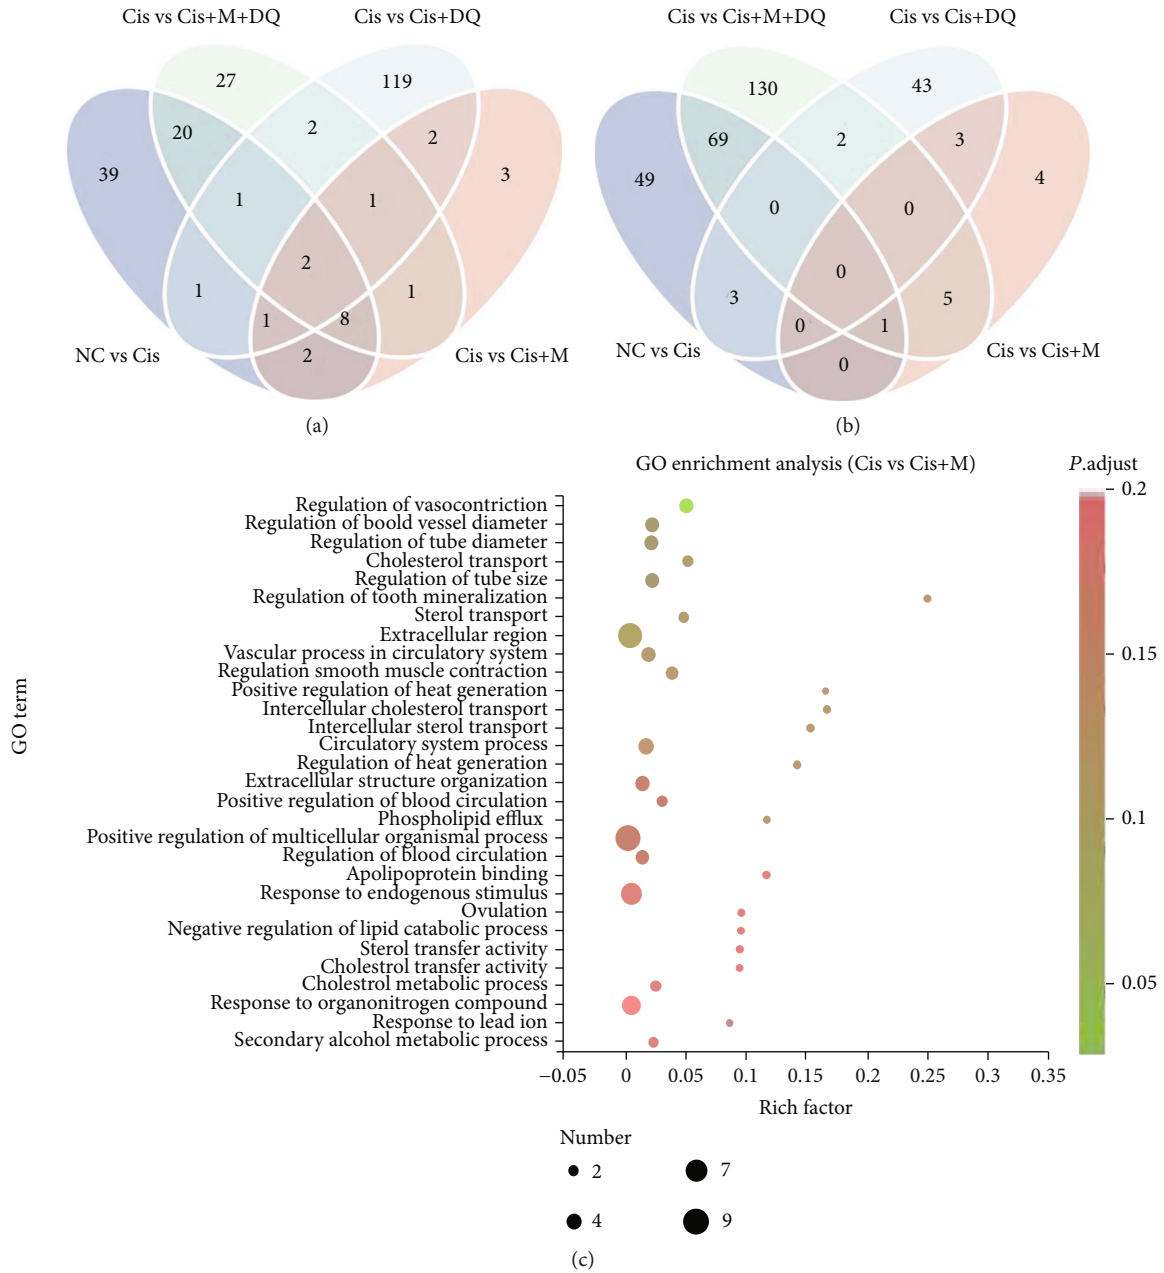 Cis vs Cis+M+DQ Cis vs Cis+DQ
27 119
20 2 2
39 3
1 1
2
1 1
1 8
NC vs Cis 2 Cis vs Cis+M
(a)
Cis vs Cis+M+DQ Cis vs Cis+DQ
130 43
69 2 3
49 4
0 0
0
3 5
0 1
NC vs Cis 0 Cis vs Cis+M
(b)
GO enrichment analysis (Cis vs Cis+M)
P.adjust
GO term
Regulation of vasocontriction
Regulation of boold vessel diameter
Regulation of tube diameter
Cholesterol transport
Regulation of tube size
Regulation of tooth mineralization
Sterol transport
Extracellular region
Vascular process in circulatory system
Regulation smooth muscle contraction
Positive regulation of heat generation
Intercellular cholesterol transport
Intercellular sterol transport
Circulatory system process
Regulation of heat generation
Extracellular structure organization
Positive regulation of blood circulation
Phospholipid efflux
Positive regulation of multicellular organismal process
Regulation of blood circulation
Apolipoprotein binding
Response to endogenous stimulus
Ovulation
Negative regulation of lipid catabolic process
Sterol transfer activity
Cholestrol transfer activity
Cholestrol metabolic process
Response to organonitrogen compound
Response to lead ion
Secondary alcohol metabolic process
−0.05 0 0.05 0.1 0.15 0.2 0.25 0.3 0.35
Rich factor
0.2
0.15
0.1
0.05
Number
2 7
4 9
(c)